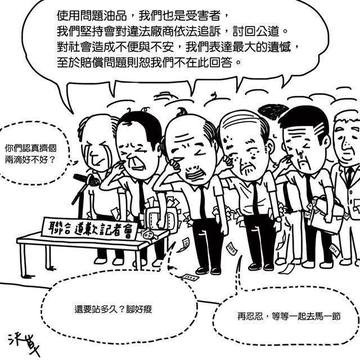 使用問題油品，我們也是受害者，
我們堅持會對違法廠商依法追訴，討回公道。
對社會造成不便與不安，我們表達最大的遺憾，
至於賠償問題則恕我們不在此回答。
你們認真擠個
兩滴好不好？
聯合道歉記者會
還要站多久？腳好痠
再忍忍，等等一起去馬一節